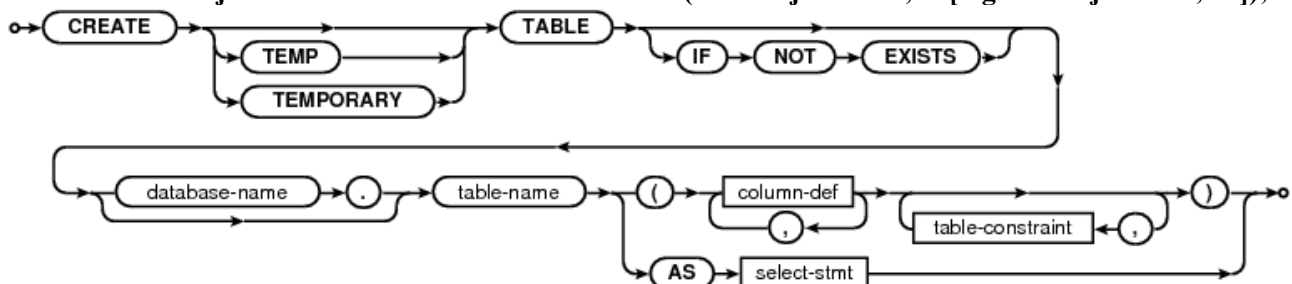 CREATE TABLE
TEMP IF NOT EXISTS
TEMPORARY
database-name . table-name ( column-def )
, table-constraint ,
AS select-stmt